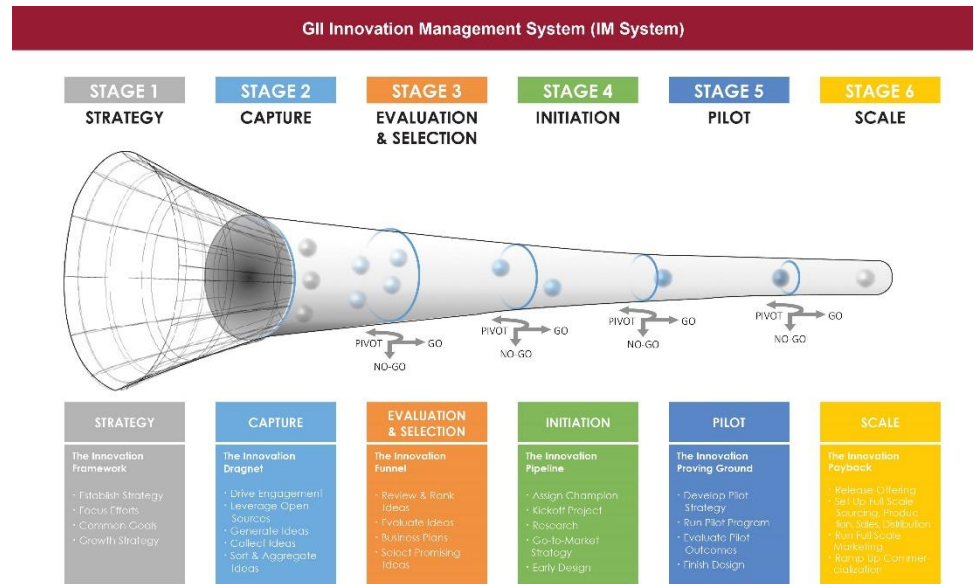 GII Innovation Management System (IM System)
STAGE 1
STRATEGY
STAGE 2
CAPTURE
STAGE 3
EVALUATION
& SELECTION
STAGE 4
INITIATION
STAGE 5
PILOT
STAGE 6
SCALE
PIVOT
GO
NO-GO
PIVOT
GO
NO-GO
PIVOT
GO
NO-GO
PIVOT
GO
NO-GO
STRATEGY
The Innovation
Framework
· Establish Strategy
· Focus Efforts
· Common Goals
· Growth Strategy
CAPTURE
The Innovation
Dragnet
· Drive Engagement
· Leverage Open
Sources
· Generate Ideas
· Collect Ideas
· Sort & Aggregate
Ideas
EVALUATION
& SELECTION
The Innovation
Funnel
· Review & Rank
Ideas
· Evaluate Ideas
· Business Plans
· Select Promising
Ideas
INITIATION
The Innovation
Pipeline
· Assign Champion
· Kickoff Project
· Research
· Go-to-Market
Strategy
· Early Design
PILOT
The Innovation
Proving Ground
· Develop Pilot
Strategy
· Run Pilot Program
· Evaluate Pilot
Outcomes
· Finish Design
SCALE
The Innovation
Payback
· Release Offering
· Set Up Full Scale
Sourcing, Produc
tion, Sales, Distribution
· Run Full Scale
Marketing
· Ramp Up Commer
cialization